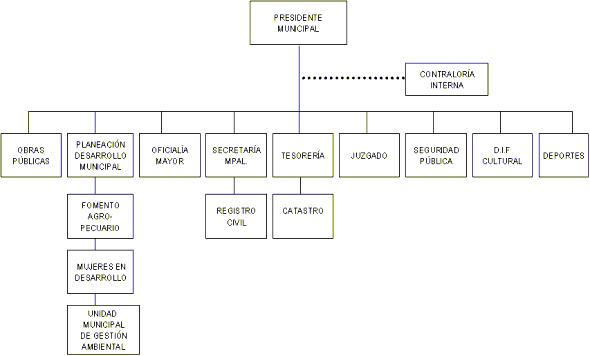 PRESIDENTE
MUNICIPAL
CONTRALORÍA
INTERNA
OBRAS
PÚBLICAS
PLANEACIÓN
DESARROLLO
MUNICIPAL
OFICIALÍA
MAYOR
SECRETARÍA
MPAL.
TESORERÍA
JUZGADO
SEGURIDAD
PÚBLICA
D.I.F
CULTURAL
DEPORTES
FOMENTO
AGRO-
PECUARIO
REGISTRO
CIVIL
CATASTRO
MUJERES EN
DESARROLLO
UNIDAD
MUNICIPAL
DE GESTIÓN
AMBIENTAL